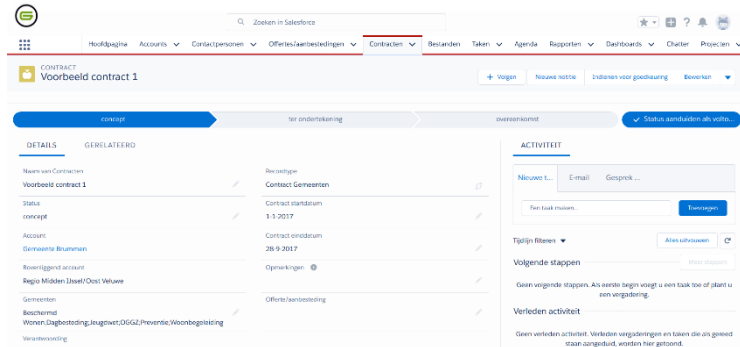 Zoeken in Salesforce
Hoofdpagina Accounts Contactpersonen Offertes/aanbestedingen Contracten Bestanden Taken Agenda Rapporten Dashboards Chatter Projecten
CONTRACT
Voorbeeld contract 1
+ Volgen Nieuwe notitie Indienen voor goedkeuring Bewerken
concept ter ondertekening overeenkomst Status aanduiden als volto...
DETAILS GERELATEERD
Naam van Contracten
Voorbeeld contract 1
Recordtype
Contract Gemeenten
Status
concept
Contract startdatum
1-1-2017
Account
Gemeente Brummen
Contract einddatum
28-9-2017
Bovenliggend account
Regio Midden IJssel/Oost Veluwe
Opmerkingen
Gemeenten
Beschermd
Wonen;Dagbesteding;Jeugdwet;OGGZ;Preventie;Woonbegeleiding
Offerte/aanbesteding
Verantwoording
ACTIVITEIT
Nieuwe t... E-mail Gesprek ...
Een taak maken... Toevoegen
Tijdlijn filteren Alles uitvouwen
Volgende stappen Meer stappen
Geen volgende stappen. Als eerste begin voegt u een taak toe of plant u
een vergadering.
Verleden activiteit
Geen verleden activiteit. Verleden vergaderingen en taken die als gereed
staan aangeduid, worden hier getoond.